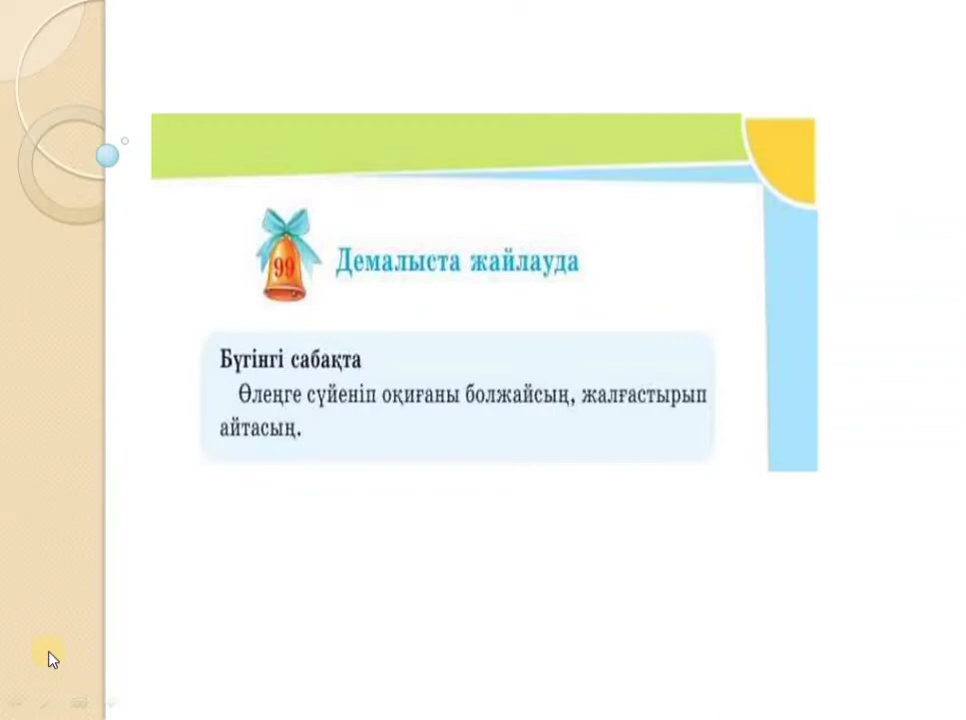 99
Демалыста жайлауда
Бүгінгі сабақта
Өлеңге сүйеніп оқиғаны болжайсың, жалғастырып
айтасың.